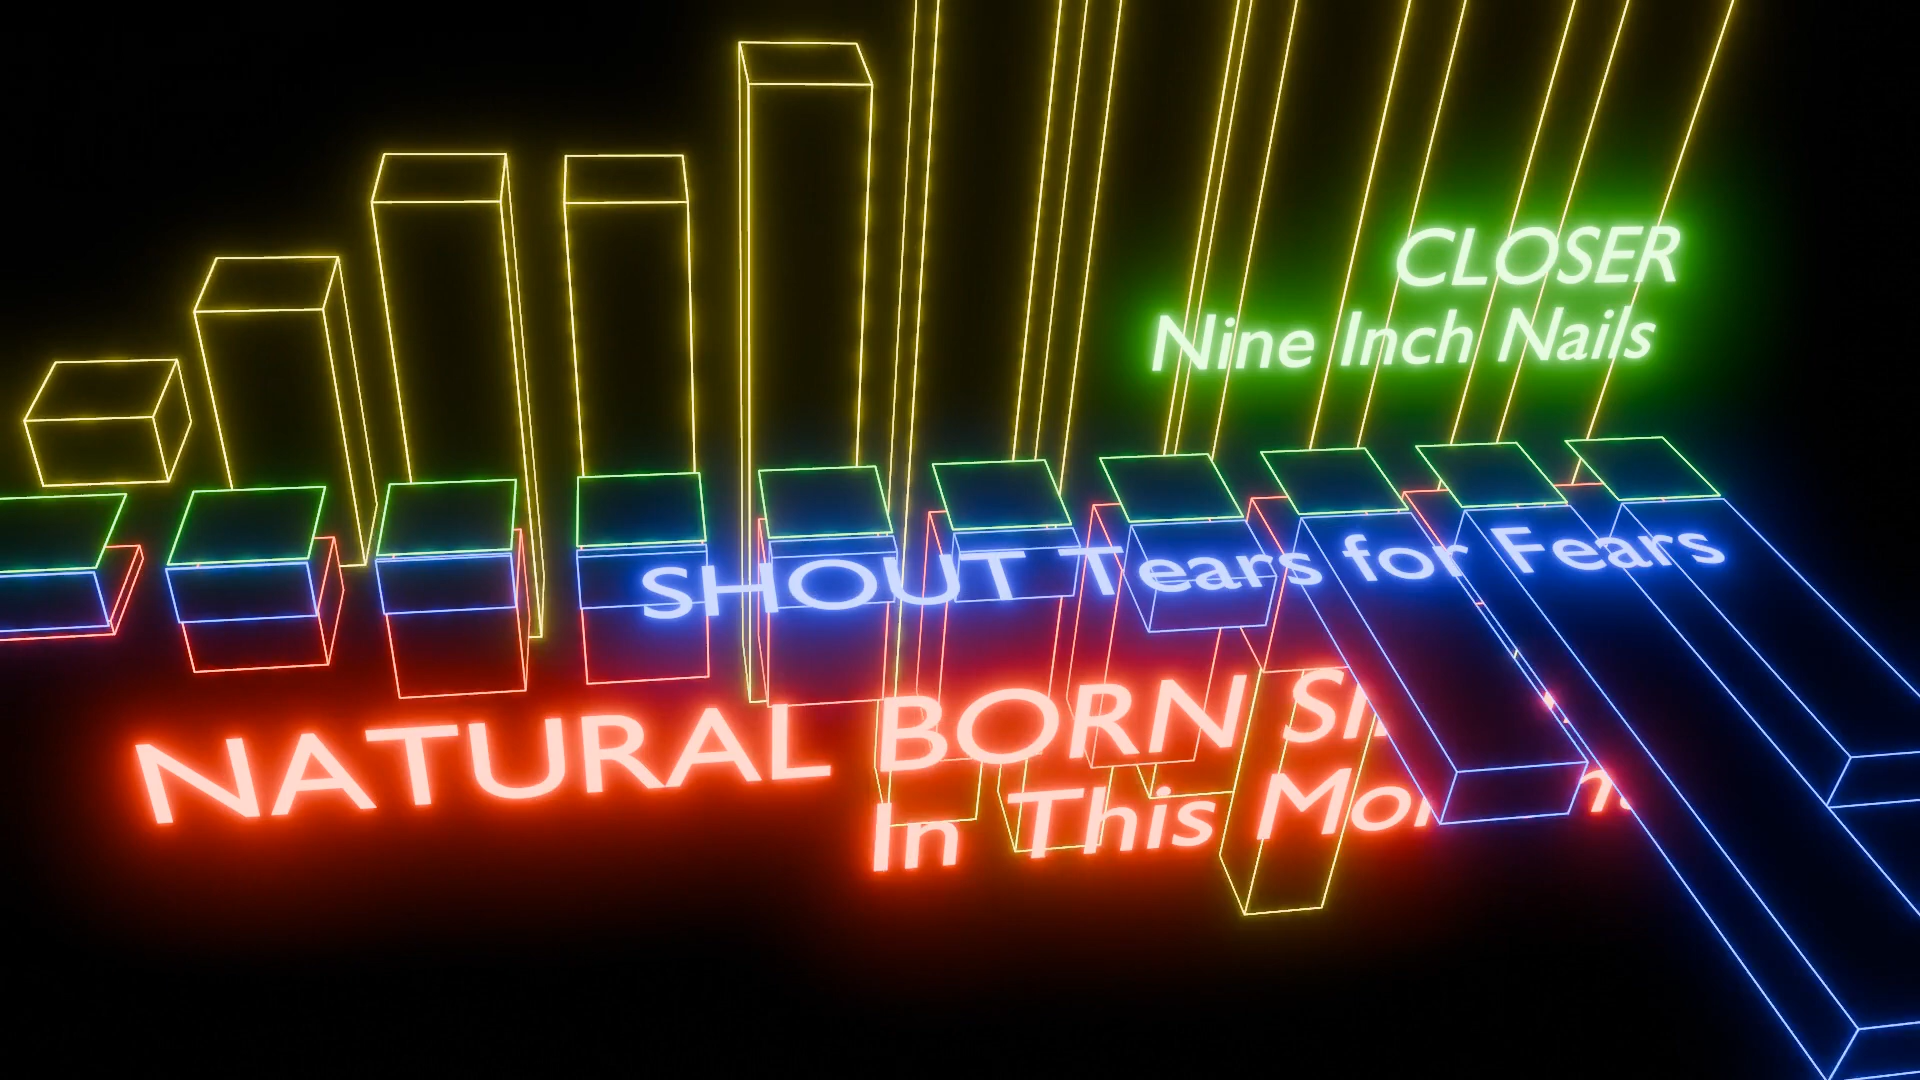 CLOSER
Nine Inch Nails
SHOUT Tears for Fears
NATURAL BORN
In This